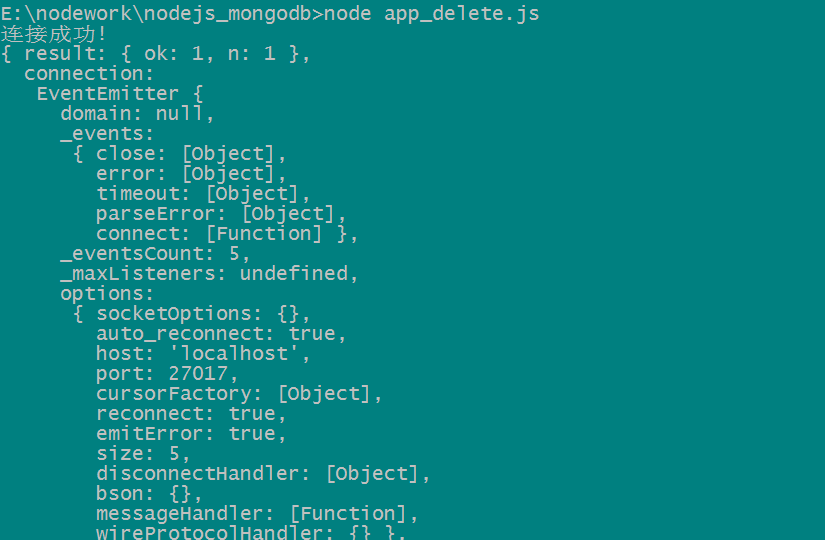 E:\nodework\nodejs_mongodb>node app_delete.js
连接成功!
{ result: { ok: 1, n: 1 },
  connection:
   EventEmitter {
     domain: null,
     _events:
      { close: [Object],
        error: [Object],
        timeout: [Object],
        parseError: [Object],
        connect: [Function] },
     _eventsCount: 5,
     _maxListeners: undefined,
     options:
      { socketOptions: {},
        auto_reconnect: true,
        host: 'localhost',
        port: 27017,
        cursorFactory: [Object],
        reconnect: true,
        emitError: true,
        size: 5,
        disconnectHandler: [Object],
        bson: {},
        messageHandler: [Function],
        wireProtocolHandler: {} },